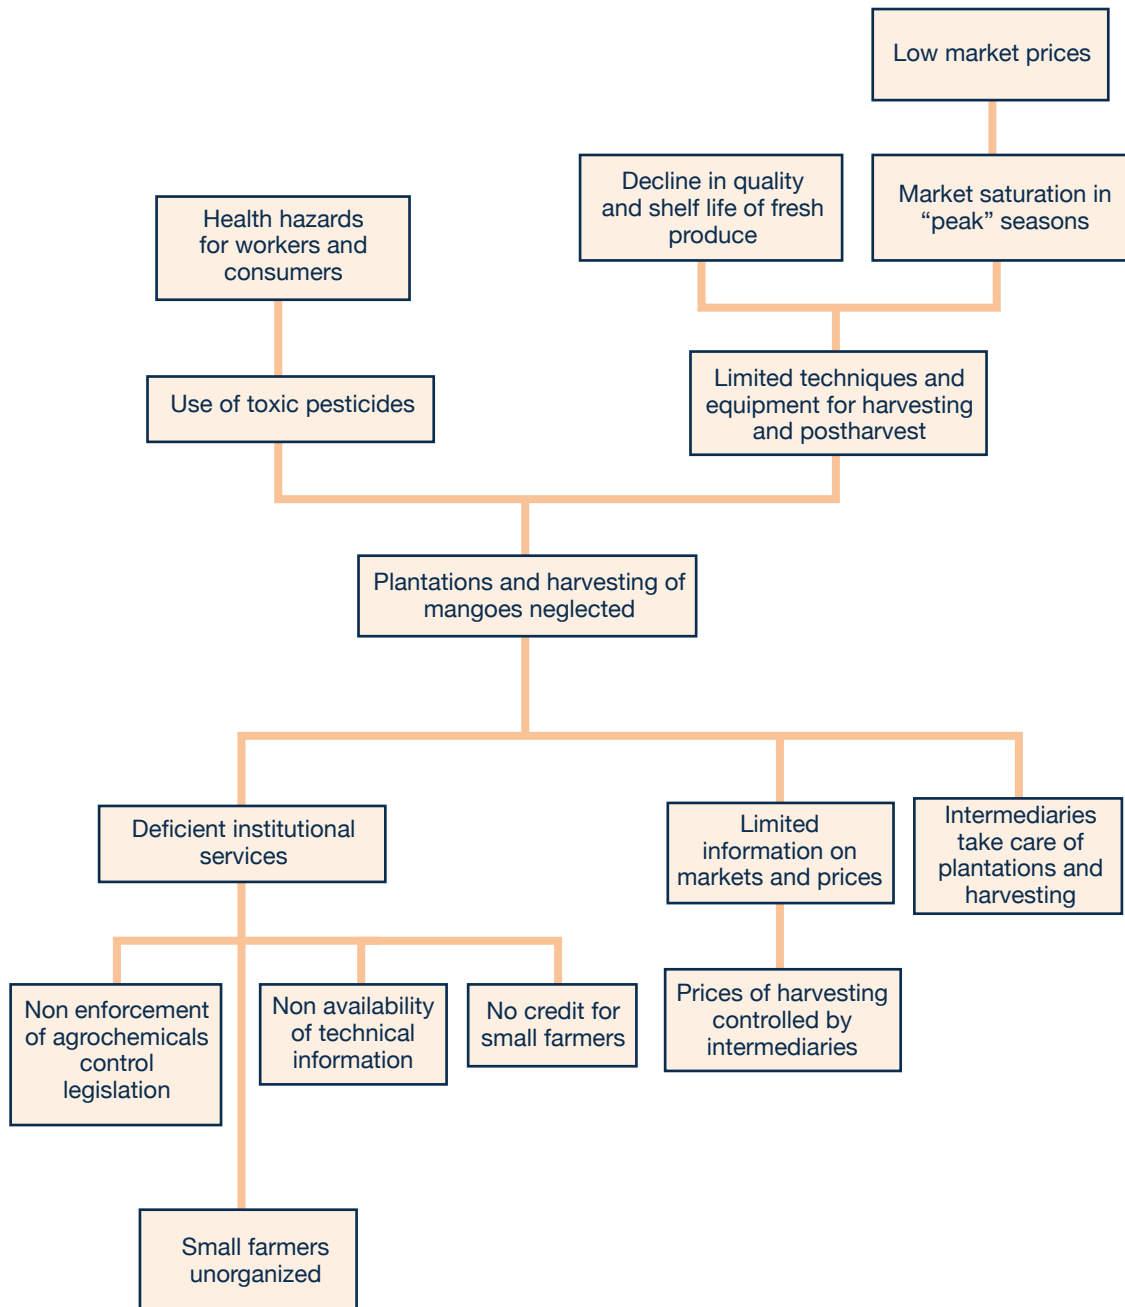 Low market prices
Decline in quality
and shelf life of fresh
produce
Market saturation in
“peak” seasons
Health hazards
for workers and
consumers
Use of toxic pesticides
Limited techniques and
equipment for harvesting
and postharvest
Plantations and harvesting of
mangoes neglected
Deficient institutional
services
Limited
information on
markets and prices
Intermediaries
take care of
plantations and
harvesting
Non enforcement
of agrochemicals
control
legislation
Non availability
of technical
information
No credit for
small farmers
Prices of harvesting
controlled by
intermediaries
Small farmers
unorganized